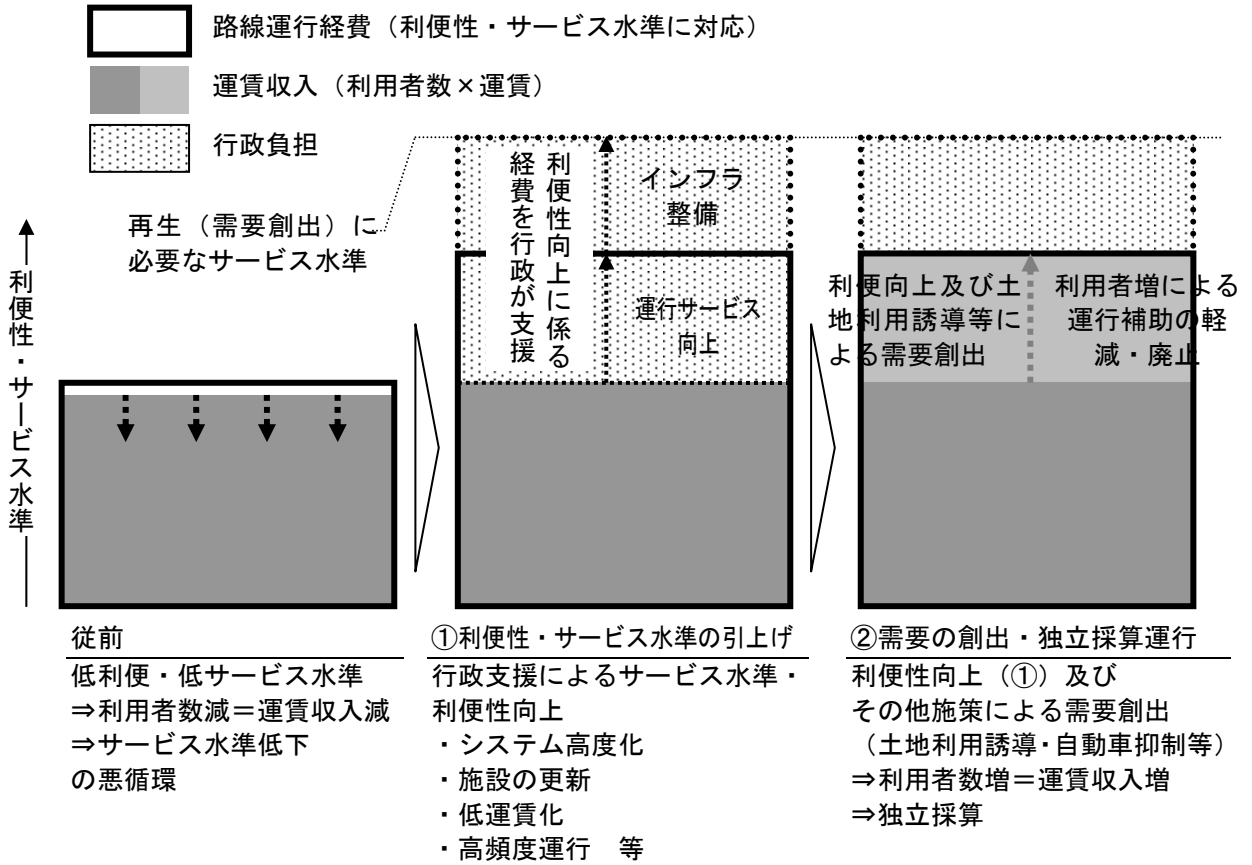 路線運行経費（利便性・サービス水準に対応）
運賃収入（利用者数×運賃）
行政負担
再生（需要創出）に
必要なサービス水準
利便性・サービス水準
利便性向上に係る
経費を行政が支援
インフラ
整備
運行サービス
向上
利便向上及び土
地利用誘導等に
よる需要創出
利用者増による
運行補助の軽
減・廃止
従前
低利便・低サービス水準
⇒利用者数減＝運賃収入減
⇒サービス水準低下
の悪循環
①利便性・サービス水準の引上げ
行政支援によるサービス水準・
利便性向上
・システム高度化
・施設の更新
・低運賃化
・高頻度運行　等
②需要の創出・独立採算運行
利便性向上（①）及び
その他施策による需要創出
（土地利用誘導・自動車抑制等）
⇒利用者数増＝運賃収入増
⇒独立採算